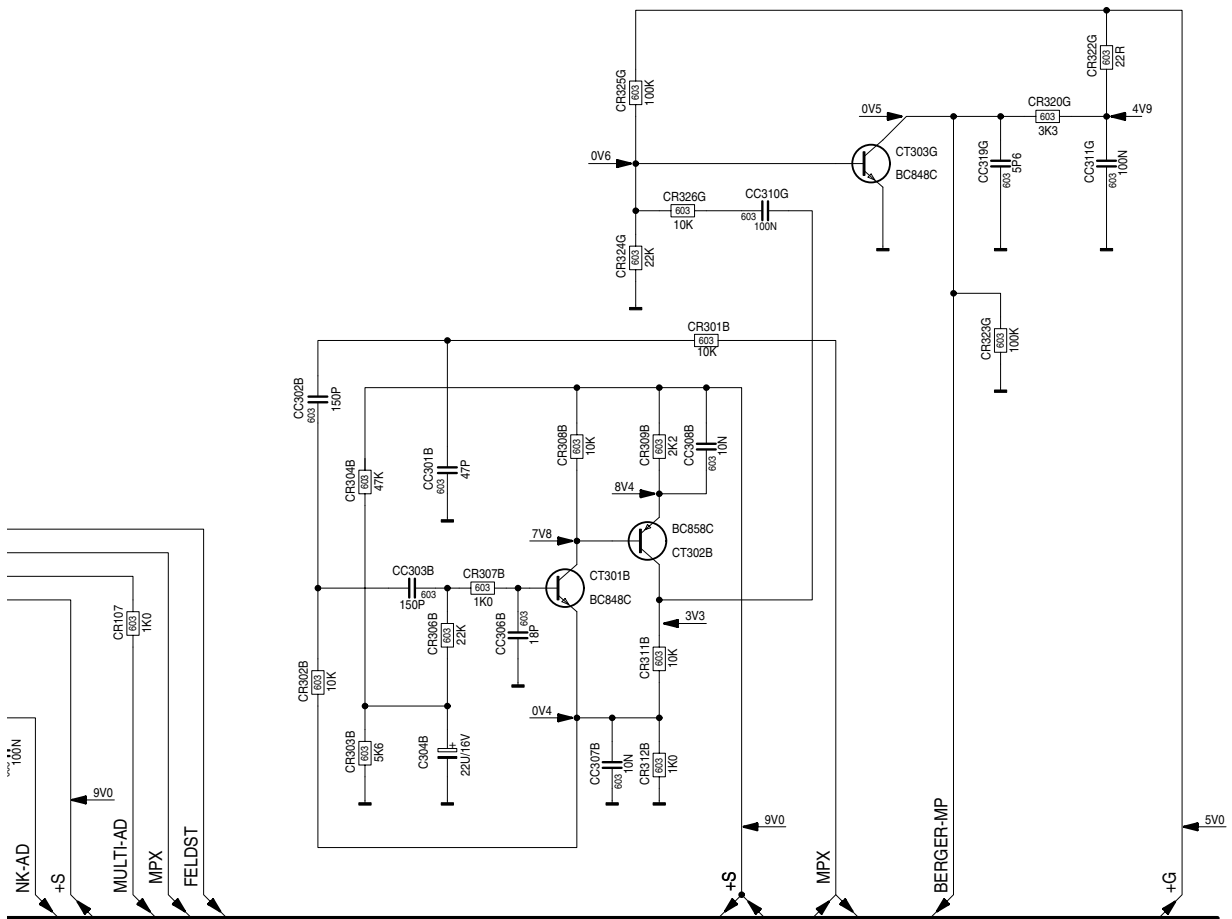 CR325G
603
100K
CR322G
603
22R
0V5
CR320G
603
3K3
4V9
CT303G
BC848C
CC319G
603
5P6
CC311G
603
100N
0V6
CR326G
603
10K
CC310G
603
100N
CR324G
603
22K
CR301B
603
10K
CR323G
603
100K
CC302B
603
150P
CR304B
603
47K
CC301B
603
47P
CR308B
603
10K
CR309B
603
2K2
CC308B
603
10N
8V4
7V8
BC858C
CT302B
CC303B
603
150P
CR307B
603
1K0
CT301B
BC848C
CR107
603
1K0
CR306B
603
22K
CC306B
603
18P
3V3
CR311B
603
10K
CR302B
603
10K
0V4
CR303B
603
5K6
C304B
+
22U/16V
CC307B
603
10N
CR312B
603
1K0
100N
9V0
9V0
5V0
NK-AD
+S
MULTI-AD
MPX
FELDST
+S
MPX
BERGER-MP
+G